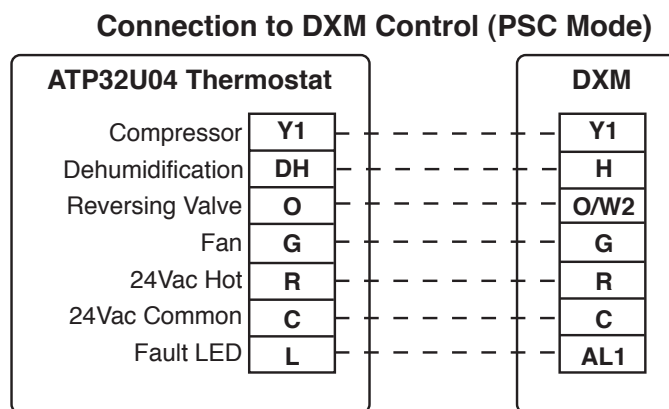 Connection to DXM Control (PSC Mode)
ATP32U04 Thermostat DXM
Compressor Y1 Y1
Dehumidification DH H
Reversing Valve O O/W2
Fan G G
24Vac Hot R R
24Vac Common C C
Fault LED L AL1